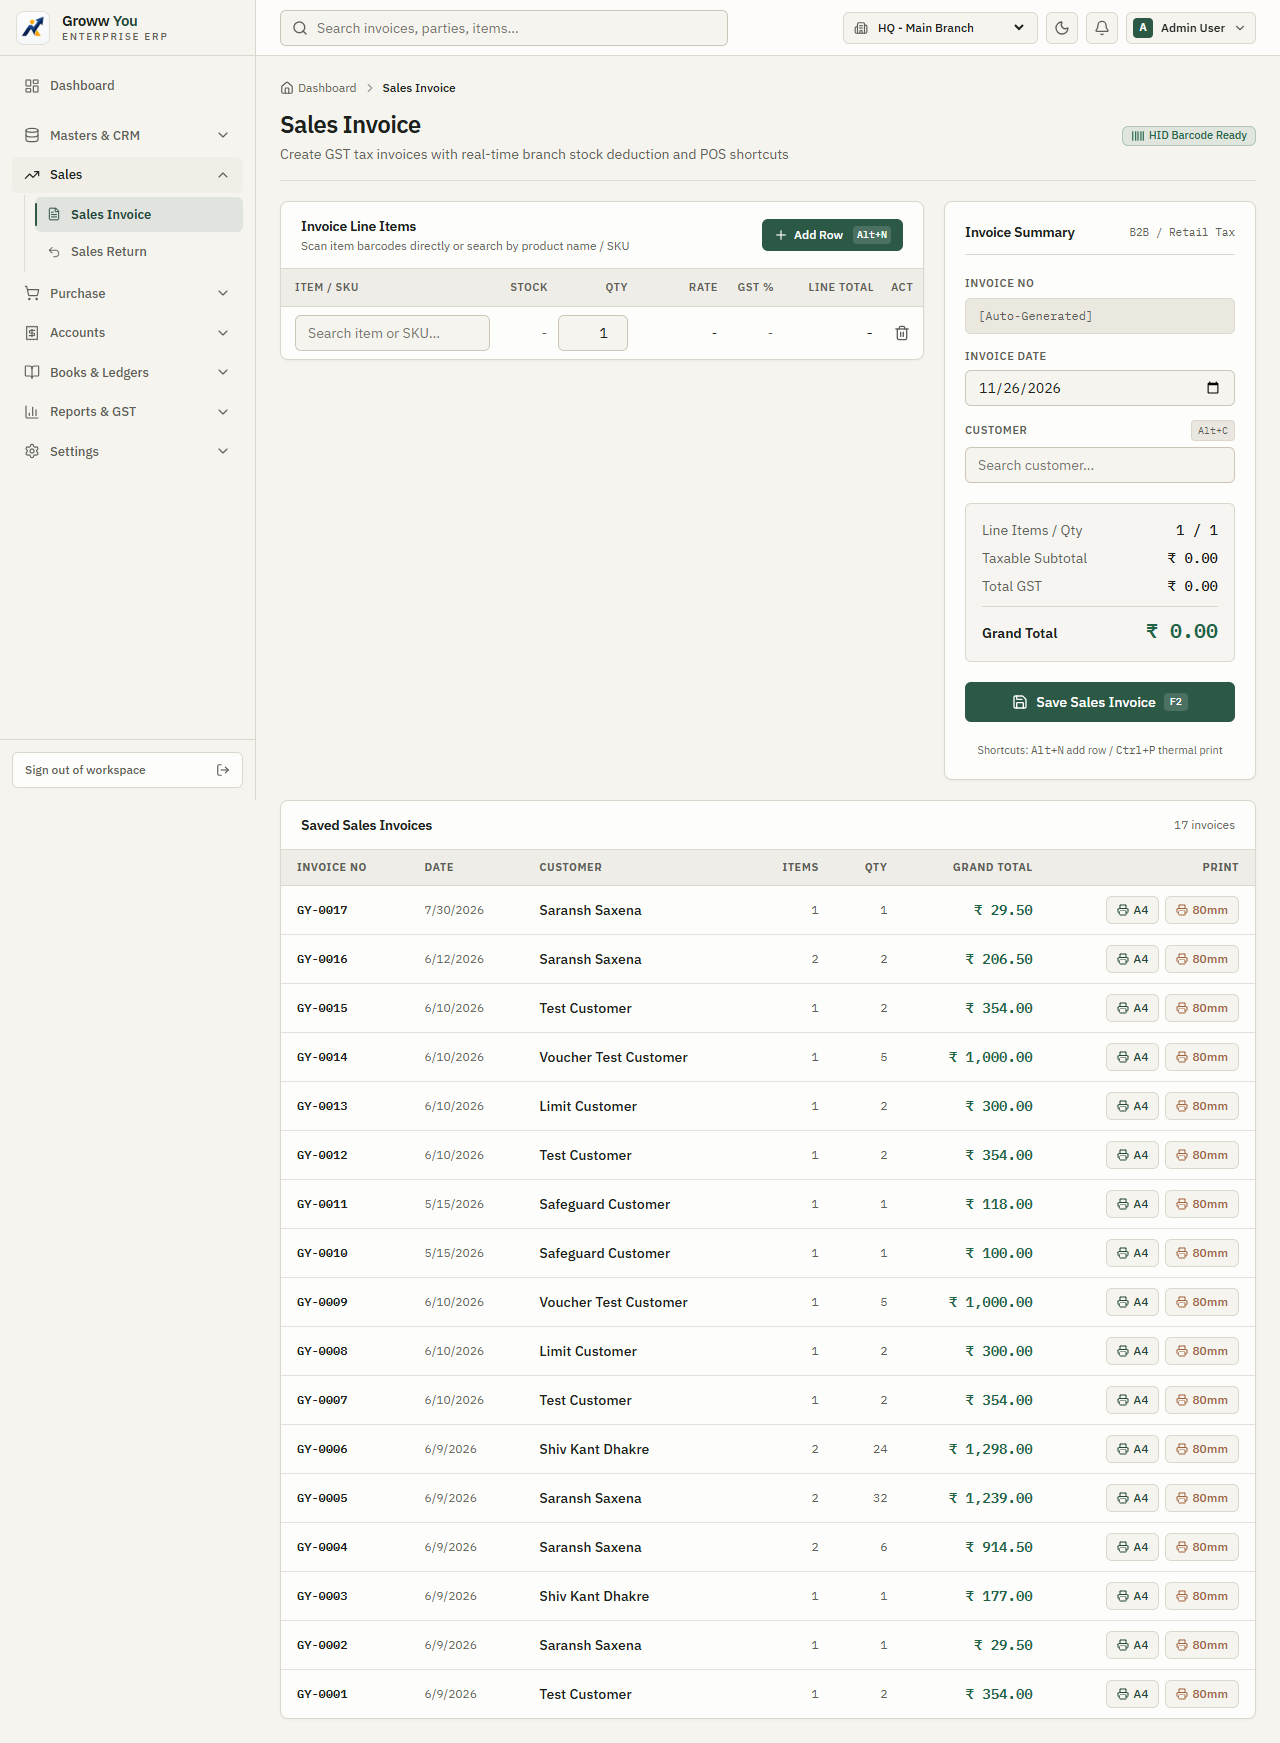 Groww You
ENTERPRISE ERP
Search invoices, parties, items...
HQ - Main Branch
A
Admin User
Dashboard
Masters & CRM
Sales
Sales Invoice
Sales Return
Purchase
Accounts
Books & Ledgers
Reports & GST
Settings
Sign out of workspace
Dashboard > Sales Invoice
Sales Invoice
Create GST tax invoices with real-time branch stock deduction and POS shortcuts
HID Barcode Ready
Invoice Line Items
Scan item barcodes directly or search by product name / SKU
Add Row Alt+N
ITEM / SKU STOCK QTY RATE GST % LINE TOTAL ACT
Search item or SKU... - 1 - - -
Invoice Summary B2B / Retail Tax
INVOICE NO
[Auto-Generated]
INVOICE DATE
11/26/2026
CUSTOMER Alt+C
Search customer...
Line Items / Qty 1 / 1
Taxable Subtotal ₹ 0.00
Total GST ₹ 0.00
Grand Total ₹ 0.00
Save Sales Invoice F2
Shortcuts: Alt+N add row / Ctrl+P thermal print
Saved Sales Invoices 17 invoices
INVOICE NO DATE CUSTOMER ITEMS QTY GRAND TOTAL PRINT
GY-0017 7/30/2026 Saransh Saxena 1 1 ₹ 29.50 A4 80mm
GY-0016 6/12/2026 Saransh Saxena 2 2 ₹ 206.50 A4 80mm
GY-0015 6/10/2026 Test Customer 1 2 ₹ 354.00 A4 80mm
GY-0014 6/10/2026 Voucher Test Customer 1 5 ₹ 1,000.00 A4 80mm
GY-0013 6/10/2026 Limit Customer 1 2 ₹ 300.00 A4 80mm
GY-0012 6/10/2026 Test Customer 1 2 ₹ 354.00 A4 80mm
GY-0011 5/15/2026 Safeguard Customer 1 1 ₹ 118.00 A4 80mm
GY-0010 5/15/2026 Safeguard Customer 1 1 ₹ 100.00 A4 80mm
GY-0009 6/10/2026 Voucher Test Customer 1 5 ₹ 1,000.00 A4 80mm
GY-0008 6/10/2026 Limit Customer 1 2 ₹ 300.00 A4 80mm
GY-0007 6/10/2026 Test Customer 1 2 ₹ 354.00 A4 80mm
GY-0006 6/9/2026 Shiv Kant Dhakre 2 24 ₹ 1,298.00 A4 80mm
GY-0005 6/9/2026 Saransh Saxena 2 32 ₹ 1,239.00 A4 80mm
GY-0004 6/9/2026 Saransh Saxena 2 6 ₹ 914.50 A4 80mm
GY-0003 6/9/2026 Shiv Kant Dhakre 1 1 ₹ 177.00 A4 80mm
GY-0002 6/9/2026 Saransh Saxena 1 1 ₹ 29.50 A4 80mm
GY-0001 6/9/2026 Test Customer 1 2 ₹ 354.00 A4 80mm